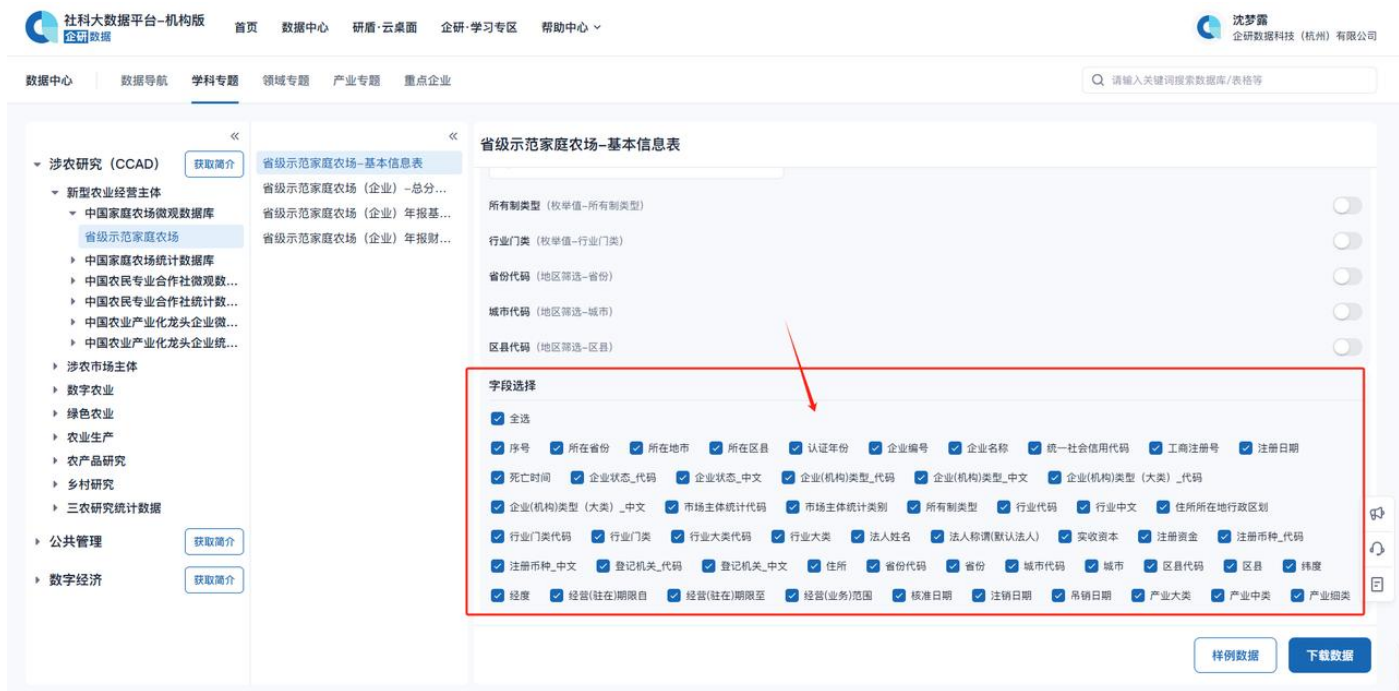 社科大数据平台–机构版
企研数据
首页 数据中心 研盾·云桌面 企研·学习专区 帮助中心
沈梦露
企研数据科技（杭州）有限公司
数据中心 数据导航 学科专题 领域专题 产业专题 重点企业
请输入关键词搜索数据库/表格等
涉农研究（CCAD） 获取简介
新型农业经营主体
中国家庭农场微观数据库
省级示范家庭农场
中国家庭农场统计数据库
中国农民专业合作社微观数...
中国农民专业合作社统计数...
中国农业产业化龙头企业微...
中国农业产业化龙头企业统...
涉农市场主体
数字农业
绿色农业
农业生产
农产品研究
乡村研究
三农研究统计数据
公共管理 获取简介
数字经济 获取简介
省级示范家庭农场–基本信息表
省级示范家庭农场（企业）–总分...
省级示范家庭农场（企业）年报基...
省级示范家庭农场（企业）年报财...
省级示范家庭农场–基本信息表
所有制类型（枚举值–所有制类型）
行业门类（枚举值–行业门类）
省份代码（地区筛选–省份）
城市代码（地区筛选–城市）
区县代码（地区筛选–区县）
字段选择
全选
序号 所在省份 所在地市 所在区县 认证年份 企业编号 企业名称 统一社会信用代码 工商注册号 注册日期
死亡时间 企业状态_代码 企业状态_中文 企业(机构)类型_代码 企业(机构)类型_中文 企业(机构)类型（大类）_代码
企业(机构)类型（大类）_中文 市场主体统计代码 市场主体统计类别 所有制类型 行业代码 行业中文 住所所在地行政区划
行业门类代码 行业门类 行业大类代码 行业大类 法人姓名 法人称谓(默认法人) 实收资本 注册资金 注册币种_代码
注册币种_中文 登记机关_代码 登记机关_中文 住所 省份代码 省份 城市代码 城市 区县代码 区县 纬度
经度 经营(驻在)期限自 经营(驻在)期限至 经营(业务)范围 核准日期 注销日期 吊销日期 产业大类 产业中类 产业细类
样例数据 下载数据